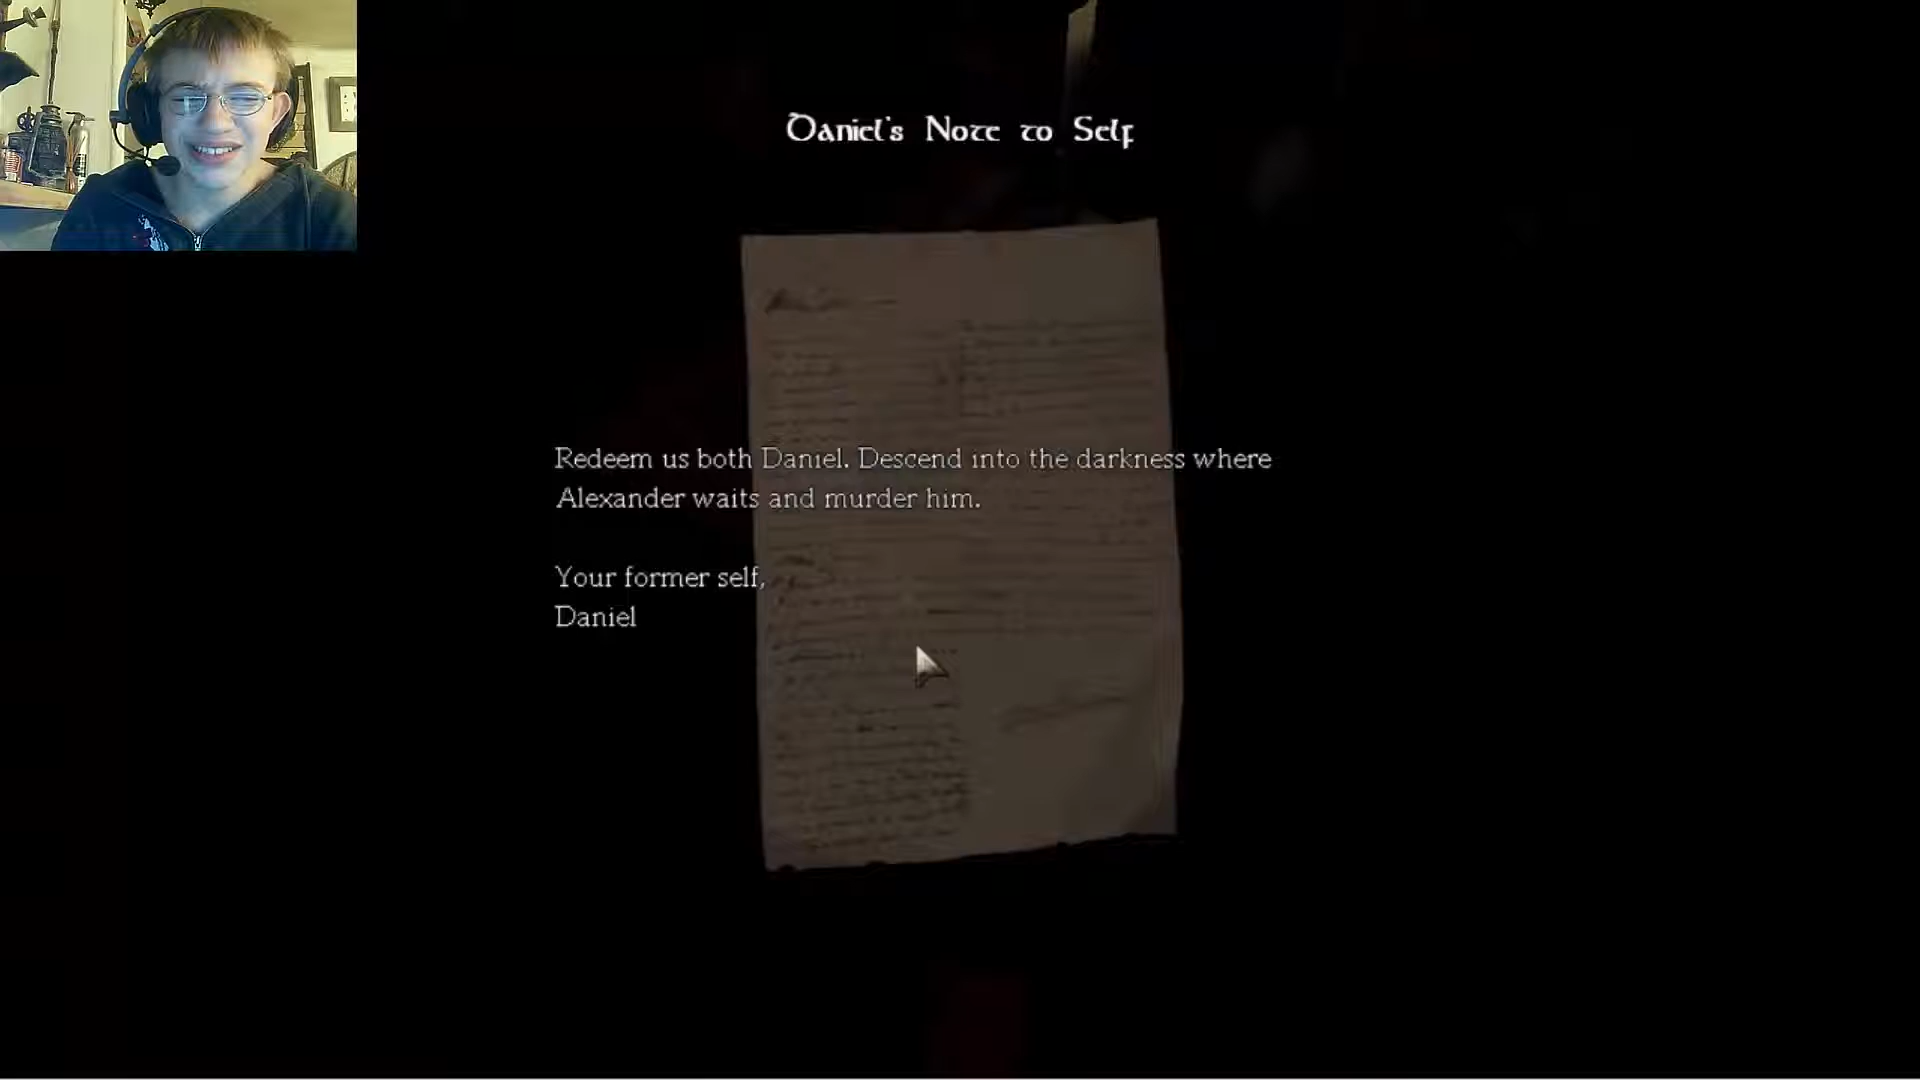 Daniel's Note to Self
Redeem us both Daniel. Descend into the darkness where
Alexander waits and murder him.
Your former self,
Daniel